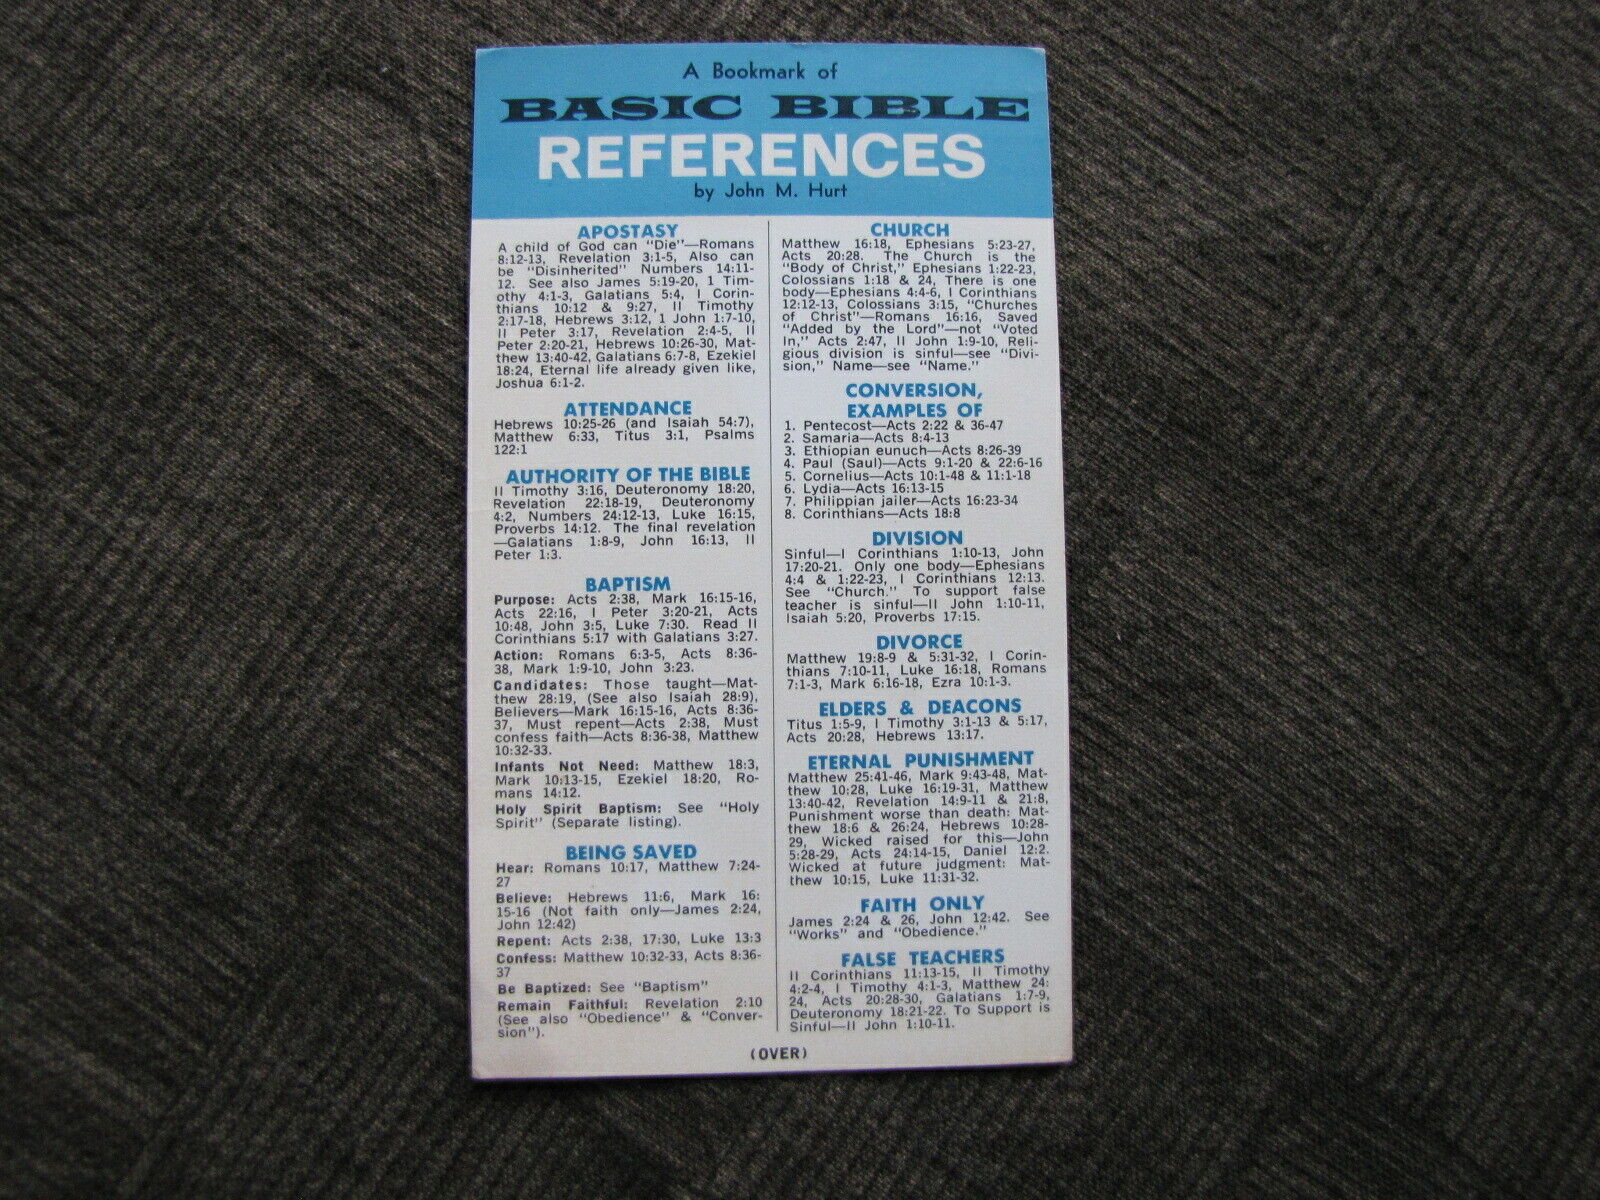 A Bookmark of
BASIC BIBLE
REFERENCES
by John M. Hurt
APOSTASY
A child of God can "Die"—Romans
8:12-13, Revelation 3:1-5, Also can
be "Disinherited" Numbers 14:11-
12. See also James 5:19-20, 1 Tim-
othy 4:1-3, Galatians 5:4, I Corin-
thians 10:12 & 9:27, II Timothy
2:17-18, Hebrews 3:12, 1 John 1:7-10,
II Peter 3:17, Revelation 2:4-5, II
Peter 2:20-21, Hebrews 10:26-30, Mat-
thew 13:40-42, Galatians 6:7-8, Ezekiel
18:24, Eternal life already given like,
Joshua 6:1-2.
ATTENDANCE
Hebrews 10:25-26 (and Isaiah 54:7),
Matthew 6:33, Titus 3:1, Psalms
122:1
AUTHORITY OF THE BIBLE
II Timothy 3:16, Deuteronomy 18:20,
Revelation 22:18-19, Deuteronomy
4:2, Numbers 24:12-13, Luke 16:15,
Proverbs 14:12. The final revelation
—Galatians 1:8-9, John 16:13, II
Peter 1:3.
BAPTISM
Purpose: Acts 2:38, Mark 16:15-16,
Acts 22:16, I Peter 3:20-21, Acts
10:48, John 3:5, Luke 7:30. Read II
Corinthians 5:17 with Galatians 3:27.
Action: Romans 6:3-5, Acts 8:36-
38, Mark 1:9-10, John 3:23.
Candidates: Those taught—Mat-
thew 28:19, (See also Isaiah 28:9),
Believers—Mark 16:15-16, Acts 8:36-
37, Must repent—Acts 2:38, Must
confess faith—Acts 8:36-38, Matthew
10:32-33.
Infants Not Need: Matthew 18:3,
Mark 10:13-15, Ezekiel 18:20, Ro-
mans 14:12.
Holy Spirit Baptism: See "Holy
Spirit" (Separate listing).
BEING SAVED
Hear: Romans 10:17, Matthew 7:24-
27
Believe: Hebrews 11:6, Mark 16:
15-16 (Not faith only—James 2:24,
John 12:42)
Repent: Acts 2:38, 17:30, Luke 13:3
Confess: Matthew 10:32-33, Acts 8:36-
37
Be Baptized: See "Baptism"
Remain Faithful: Revelation 2:10
(See also "Obedience" & "Conver-
sion").
CHURCH
Matthew 16:18, Ephesians 5:23-27,
Acts 20:28. The Church is the
"Body of Christ," Ephesians 1:22-23,
Colossians 1:18 & 24, There is one
body—Ephesians 4:4-6, I Corinthians
12:12-13, Colossians 3:15, "Churches
of Christ"—Romans 16:16, Saved
"Added by the Lord"—not "Voted
In," Acts 2:47, II John 1:9-10, Reli-
gious division is sinful—see "Divi-
sion," Name—see "Name."
CONVERSION,
EXAMPLES OF
1. Pentecost—Acts 2:22 & 36-47
2. Samaria—Acts 8:4-13
3. Ethiopian eunuch—Acts 8:26-39
4. Paul (Saul)—Acts 9:1-20 & 22:6-16
5. Cornelius—Acts 10:1-48 & 11:1-18
6. Lydia—Acts 16:13-15
7. Philippian jailer—Acts 16:23-34
8. Corinthians—Acts 18:8
DIVISION
Sinful—I Corinthians 1:10-13, John
17:20-21. Only one body—Ephesians
4:4 & 1:22-23, I Corinthians 12:13.
See "Church." To support false
teacher is sinful—II John 1:10-11,
Isaiah 5:20, Proverbs 17:15.
DIVORCE
Matthew 19:8-9 & 5:31-32, I Corin-
thians 7:10-11, Luke 16:18, Romans
7:1-3, Mark 6:16-18, Ezra 10:1-3.
ELDERS & DEACONS
Titus 1:5-9, I Timothy 3:1-13 & 5:17,
Acts 20:28, Hebrews 13:17.
ETERNAL PUNISHMENT
Matthew 25:41-46, Mark 9:43-48, Mat-
thew 10:28, Luke 16:19-31, Matthew
13:40-42, Revelation 14:9-11 & 21:8,
Punishment worse than death: Mat-
thew 18:6 & 26:24, Hebrews 10:28-
29, Wicked raised for this—John
5:28-29, Acts 24:14-15, Daniel 12:2.
Wicked at future judgment: Mat-
thew 10:15, Luke 11:31-32.
FAITH ONLY
James 2:24 & 26, John 12:42. See
"Works" and "Obedience."
FALSE TEACHERS
II Corinthians 11:13-15, II Timothy
4:2-4, I Timothy 4:1-3, Matthew 24:
24, Acts 20:28-30, Galatians 1:7-9,
Deuteronomy 18:21-22. To Support is
Sinful—II John 1:10-11.
(OVER)